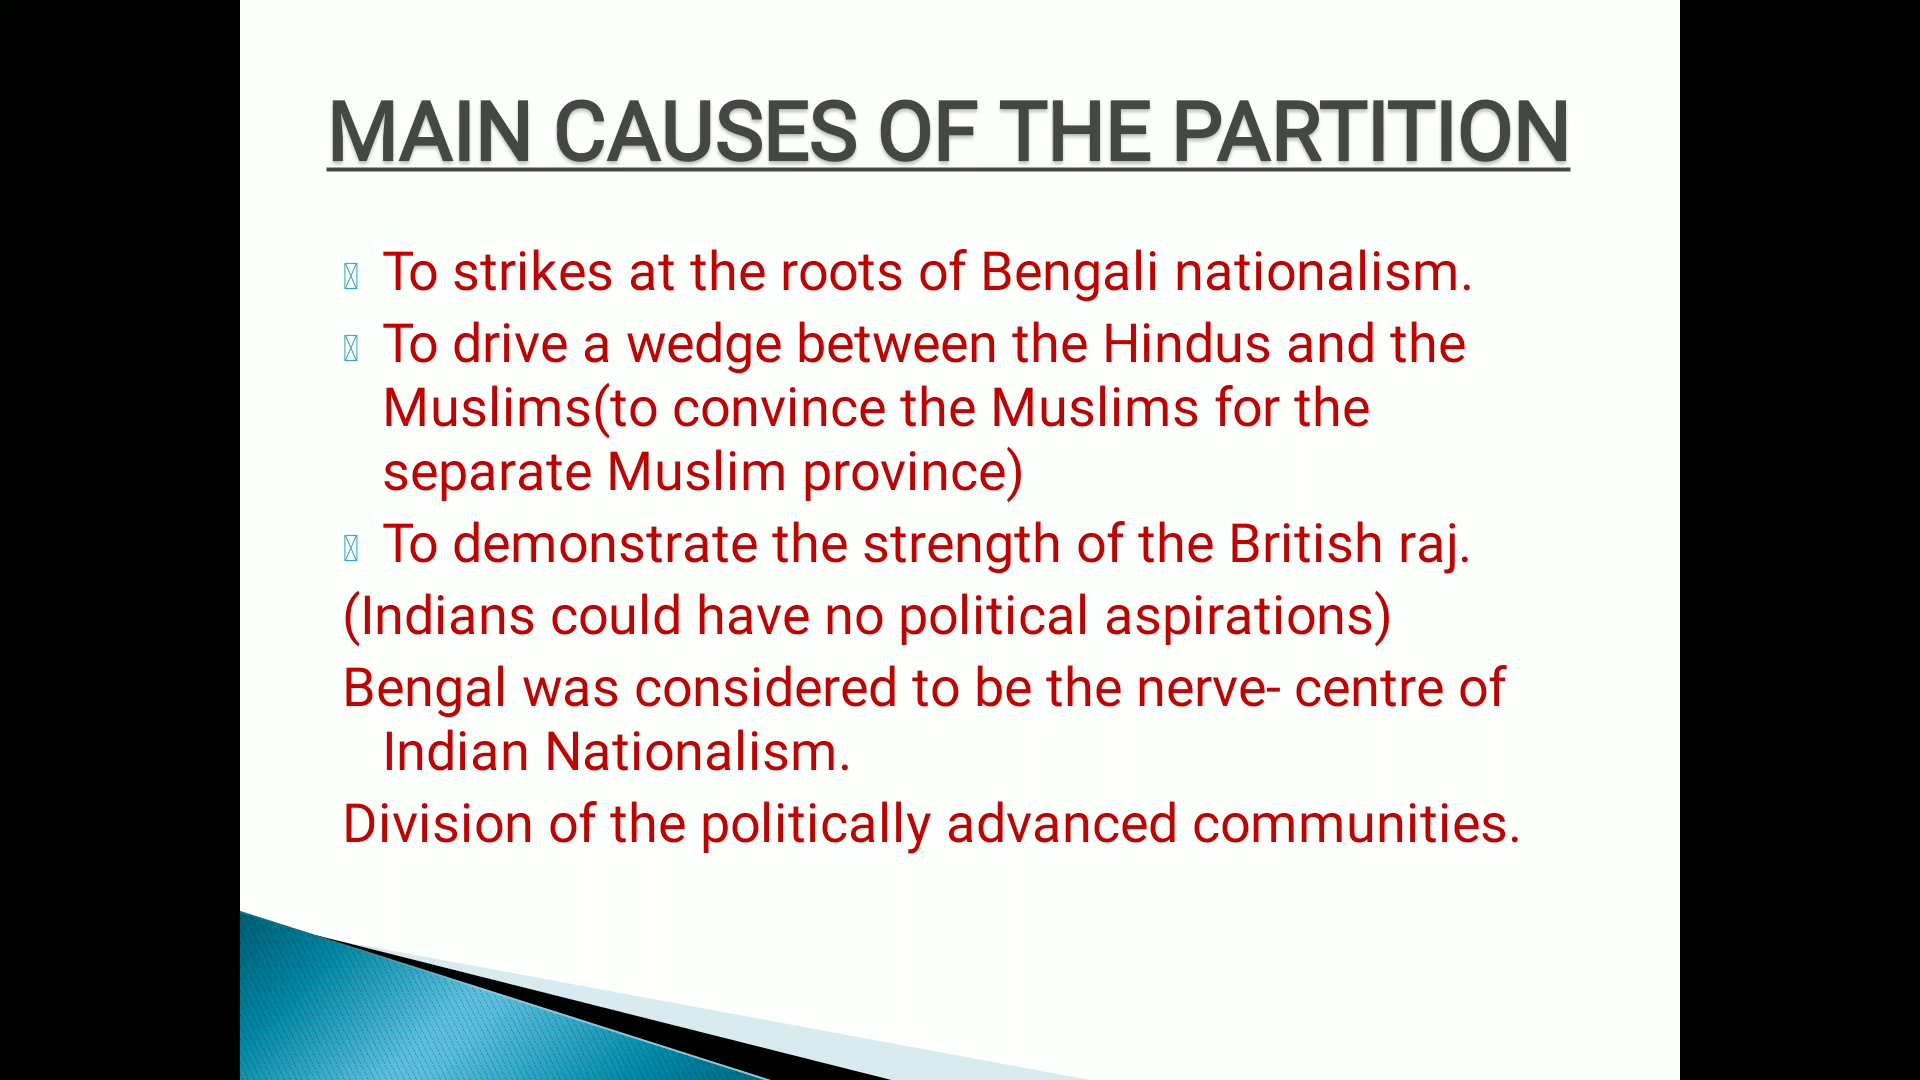 MAIN CAUSES OF THE PARTITION
To strikes at the roots of Bengali nationalism.
To drive a wedge between the Hindus and the
Muslims(to convince the Muslims for the
separate Muslim province)
To demonstrate the strength of the British raj.
(Indians could have no political aspirations)
Bengal was considered to be the nerve- centre of
Indian Nationalism.
Division of the politically advanced communities.